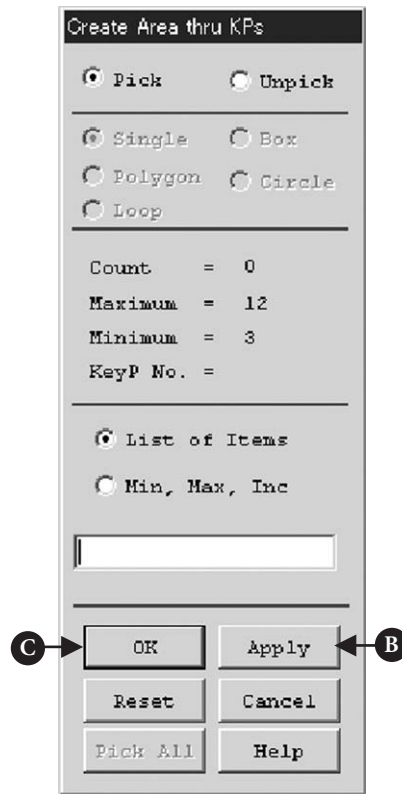 Create Area thru KPs
Pick Unpick
Single Box
Polygon Circle
Loop
Count = 0
Maximum = 12
Minimum = 3
KeyP No. =
List of Items
Min, Max, Inc
C OK Apply B
Reset Cancel
Pick All Help